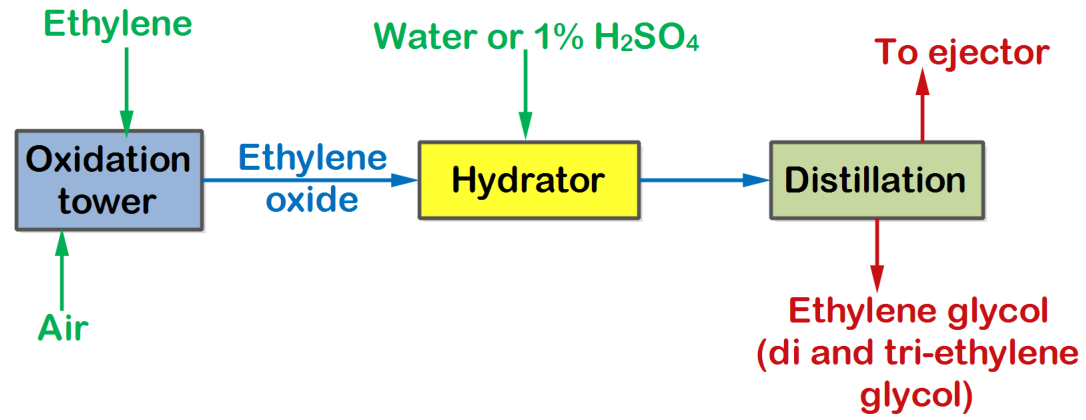 Ethylene
Water or 1% H₂SO₄
To ejector
Oxidation
tower
Ethylene
oxide
Hydrator
Distillation
Air
Ethylene glycol
(di and tri-ethylene
glycol)